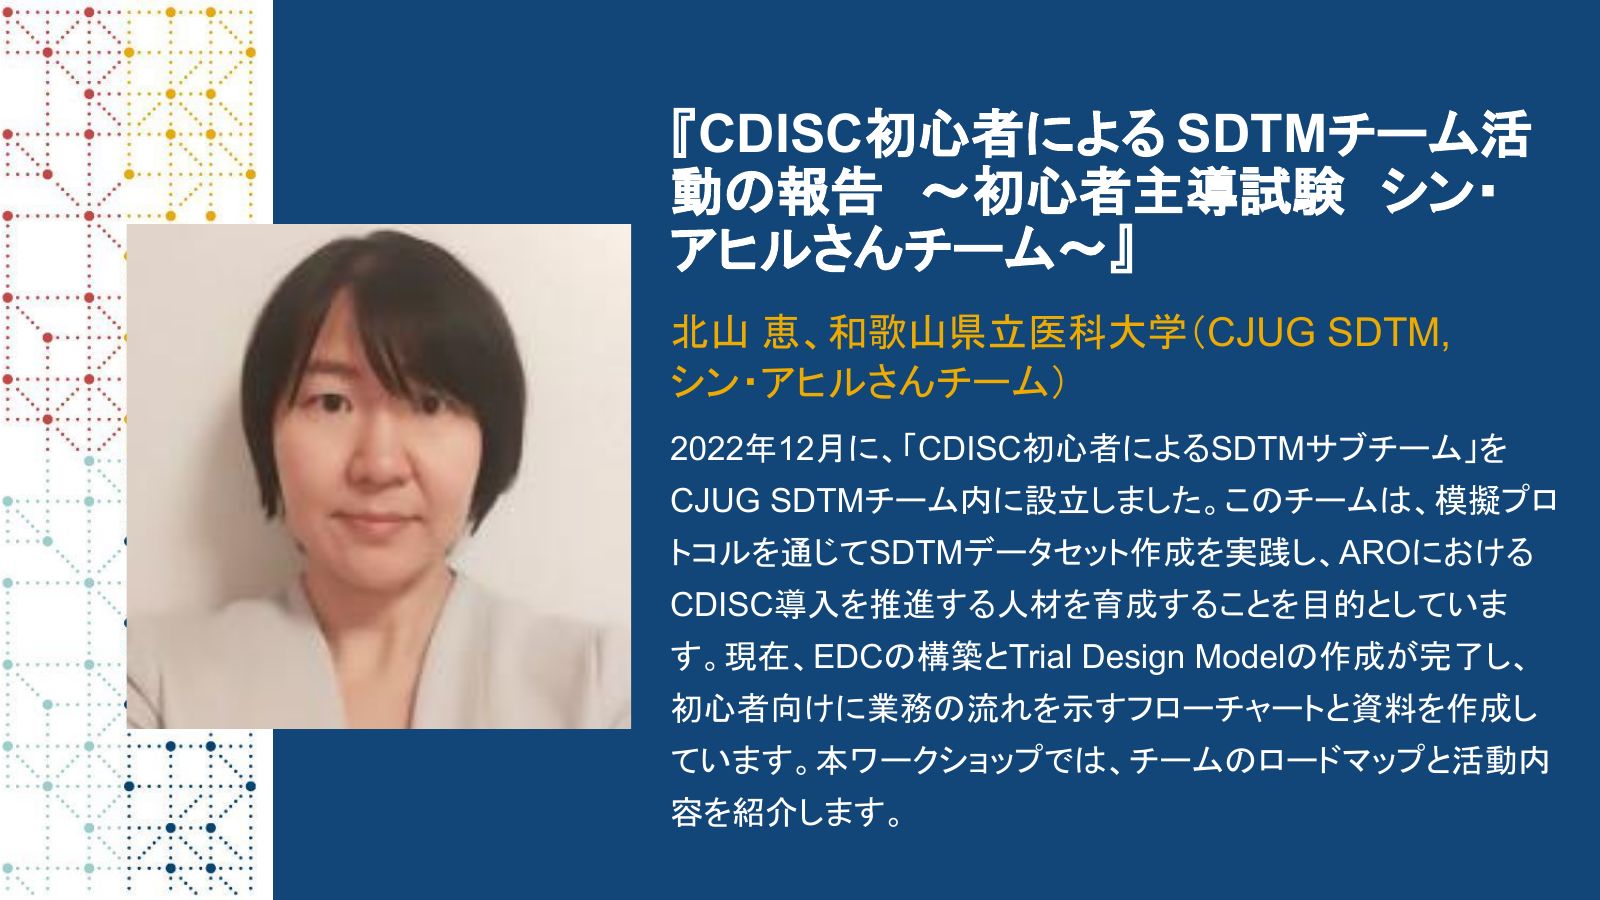 『CDISC初心者による SDTMチーム活
動の報告　～初心者主導試験　シン・
アヒルさんチーム～』
北山 恵、和歌山県立医科大学（CJUG SDTM,
シン・アヒルさんチーム）
2022年12月に、「CDISC初心者によるSDTMサブチーム」を
CJUG SDTMチーム内に設立しました。このチームは、模擬プロ
トコルを通じてSDTMデータセット作成を実践し、AROにおける
CDISC導入を推進する人材を育成することを目的としていま
す。現在、EDCの構築とTrial Design Modelの作成が完了し、
初心者向けに業務の流れを示すフローチャートと資料を作成し
ています。本ワークショップでは、チームのロードマップと活動内
容を紹介します。